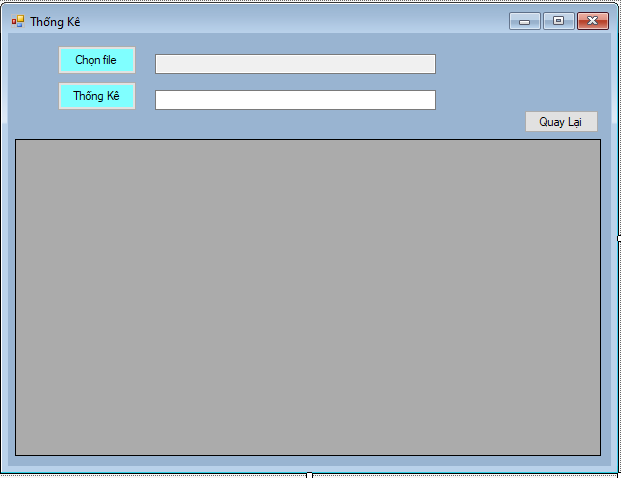 Thống Kê
Chọn file
Thống Kê
Quay Lại